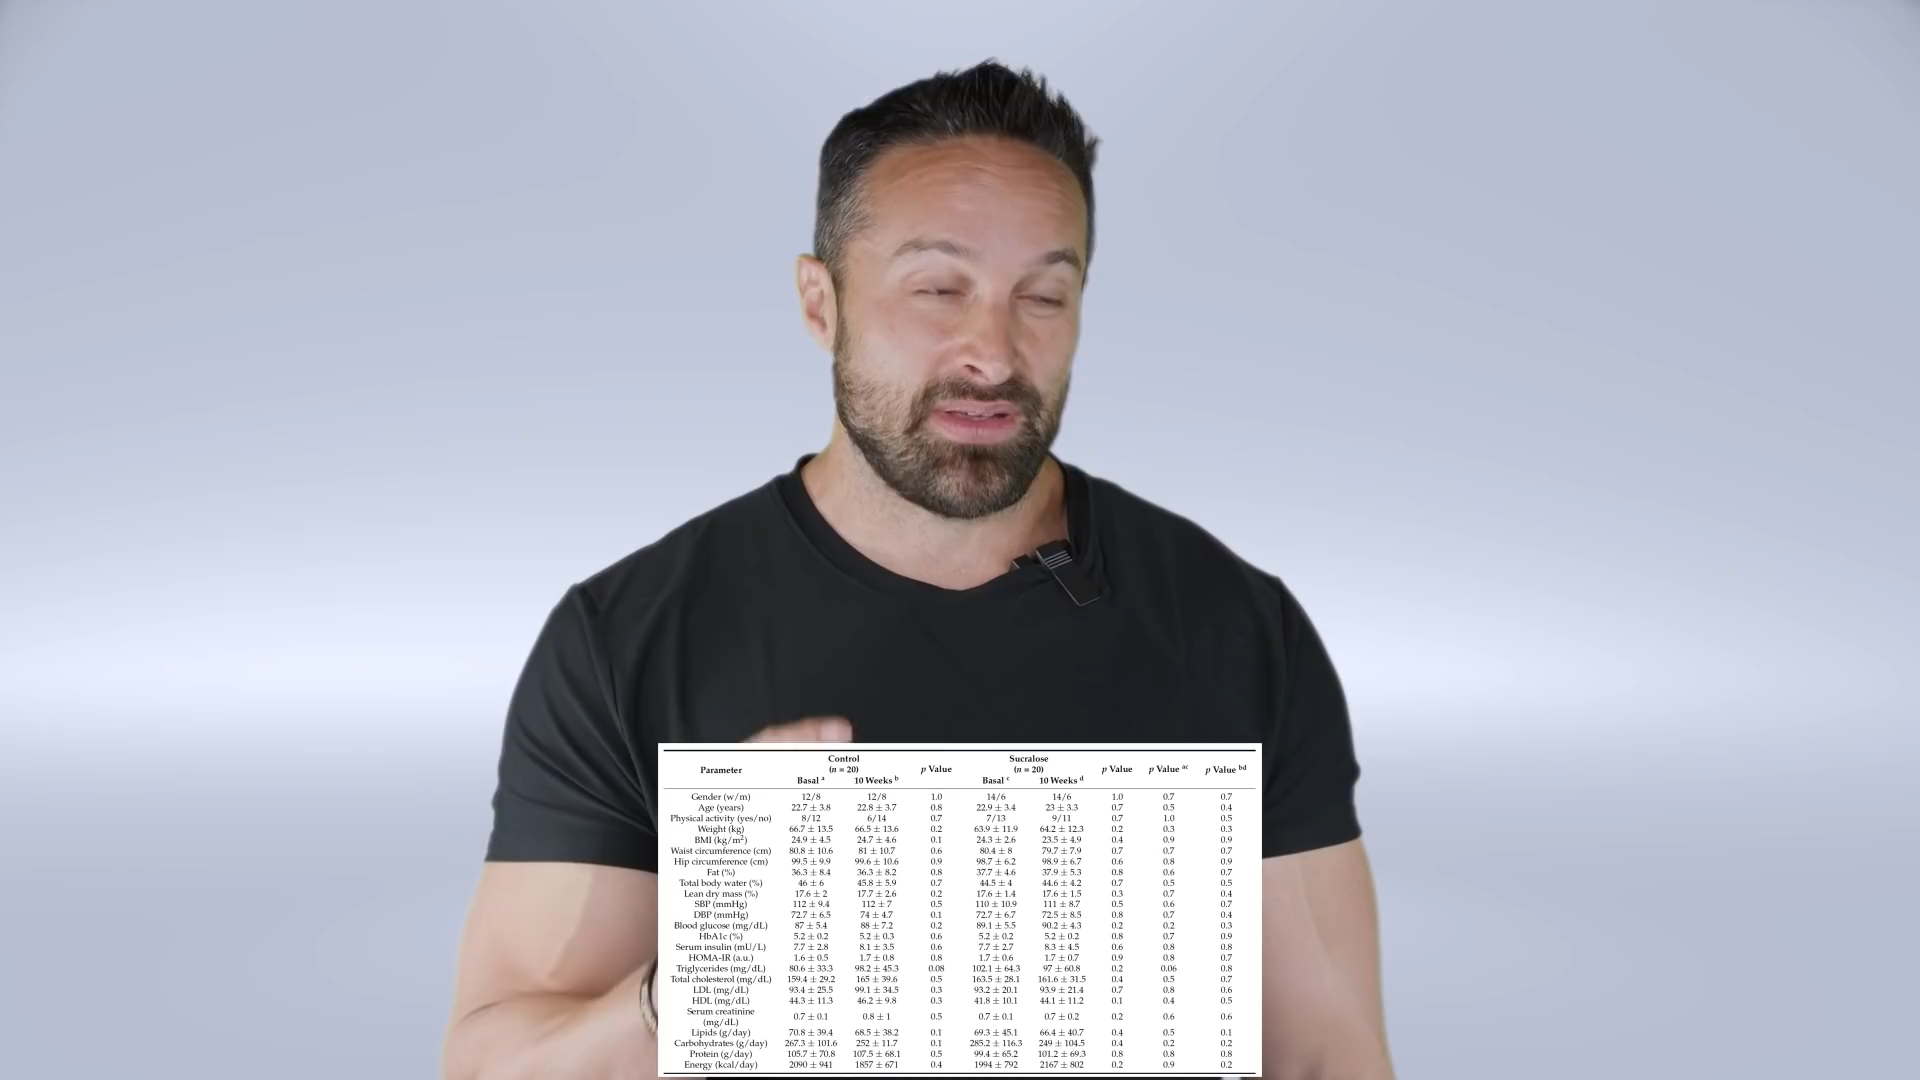 Parameter Control (n = 20) p Value Sucralose (n = 20) p Value p Value ac p Value bd
Basal a 10 Weeks b Basal c 10 Weeks d
Gender (w/m) 12/8 12/8 1.0 14/6 14/6 1.0 0.7 0.7
Age (years) 22.7 ± 3.8 22.8 ± 3.7 0.8 22.9 ± 3.4 23 ± 3.3 0.7 0.5 0.4
Physical activity (yes/no) 8/12 6/14 0.7 7/13 9/11 0.7 1.0 0.5
Weight (kg) 66.7 ± 13.5 66.5 ± 13.6 0.2 63.9 ± 11.9 64.2 ± 12.3 0.2 0.3 0.3
BMI (kg/m²) 24.9 ± 4.5 24.7 ± 4.6 0.1 24.3 ± 2.6 23.5 ± 4.9 0.4 0.9 0.9
Waist circumference (cm) 80.8 ± 10.6 81 ± 10.7 0.6 80.4 ± 8 79.7 ± 7.9 0.7 0.7 0.7
Hip circumference (cm) 99.5 ± 9.9 99.6 ± 10.6 0.9 98.7 ± 6.2 98.9 ± 6.7 0.6 0.8 0.9
Fat (%) 36.3 ± 8.4 36.3 ± 8.2 0.8 37.7 ± 4.6 37.9 ± 5.3 0.8 0.6 0.7
Total body water (%) 46 ± 6 45.8 ± 5.9 0.7 44.5 ± 4 44.6 ± 4.2 0.7 0.5 0.5
Lean dry mass (%) 17.6 ± 2 17.7 ± 2.6 0.2 17.6 ± 1.4 17.6 ± 1.5 0.3 0.7 0.4
SBP (mmHg) 112 ± 9.4 112 ± 7 0.5 110 ± 10.9 111 ± 8.7 0.5 0.6 0.7
DBP (mmHg) 72.7 ± 6.5 74 ± 4.7 0.1 72.7 ± 6.7 72.5 ± 8.5 0.8 0.7 0.4
Blood glucose (mg/dL) 87 ± 5.4 88 ± 7.2 0.2 89.1 ± 5.5 90.2 ± 4.3 0.2 0.2 0.3
HbA1c (%) 5.2 ± 0.2 5.2 ± 0.3 0.6 5.2 ± 0.2 5.2 ± 0.2 0.8 0.7 0.9
Serum insulin (mU/L) 7.7 ± 2.8 8.1 ± 3.5 0.6 7.7 ± 2.7 8.3 ± 4.5 0.6 0.8 0.8
HOMA-IR (a.u.) 1.6 ± 0.5 1.7 ± 0.8 0.8 1.7 ± 0.6 1.7 ± 0.7 0.9 0.8 0.7
Triglycerides (mg/dL) 80.6 ± 33.3 98.2 ± 45.3 0.08 102.1 ± 64.3 97 ± 60.8 0.2 0.06 0.8
Total cholesterol (mg/dL) 159.4 ± 29.2 165 ± 39.6 0.5 163.5 ± 28.1 161.6 ± 31.5 0.4 0.5 0.7
LDL (mg/dL) 93.4 ± 25.5 99.1 ± 34.5 0.3 93.2 ± 20.1 93.9 ± 21.4 0.7 0.8 0.6
HDL (mg/dL) 44.3 ± 11.3 46.2 ± 9.8 0.3 41.8 ± 10.1 44.1 ± 11.2 0.1 0.4 0.5
Serum creatinine (mg/dL) 0.7 ± 0.1 0.8 ± 1 0.5 0.7 ± 0.1 0.7 ± 0.2 0.2 0.6 0.6
Lipids (g/day) 70.8 ± 39.4 68.5 ± 38.2 0.1 69.3 ± 45.1 66.4 ± 40.7 0.4 0.5 0.1
Carbohydrates (g/day) 267.3 ± 101.6 252 ± 11.7 0.1 285.2 ± 116.3 249 ± 104.5 0.4 0.2 0.2
Protein (g/day) 105.7 ± 70.8 107.5 ± 68.1 0.5 99.4 ± 65.2 101.2 ± 69.3 0.8 0.8 0.8
Energy (kcal/day) 2090 ± 941 1857 ± 671 0.4 1994 ± 792 2167 ± 802 0.2 0.9 0.2